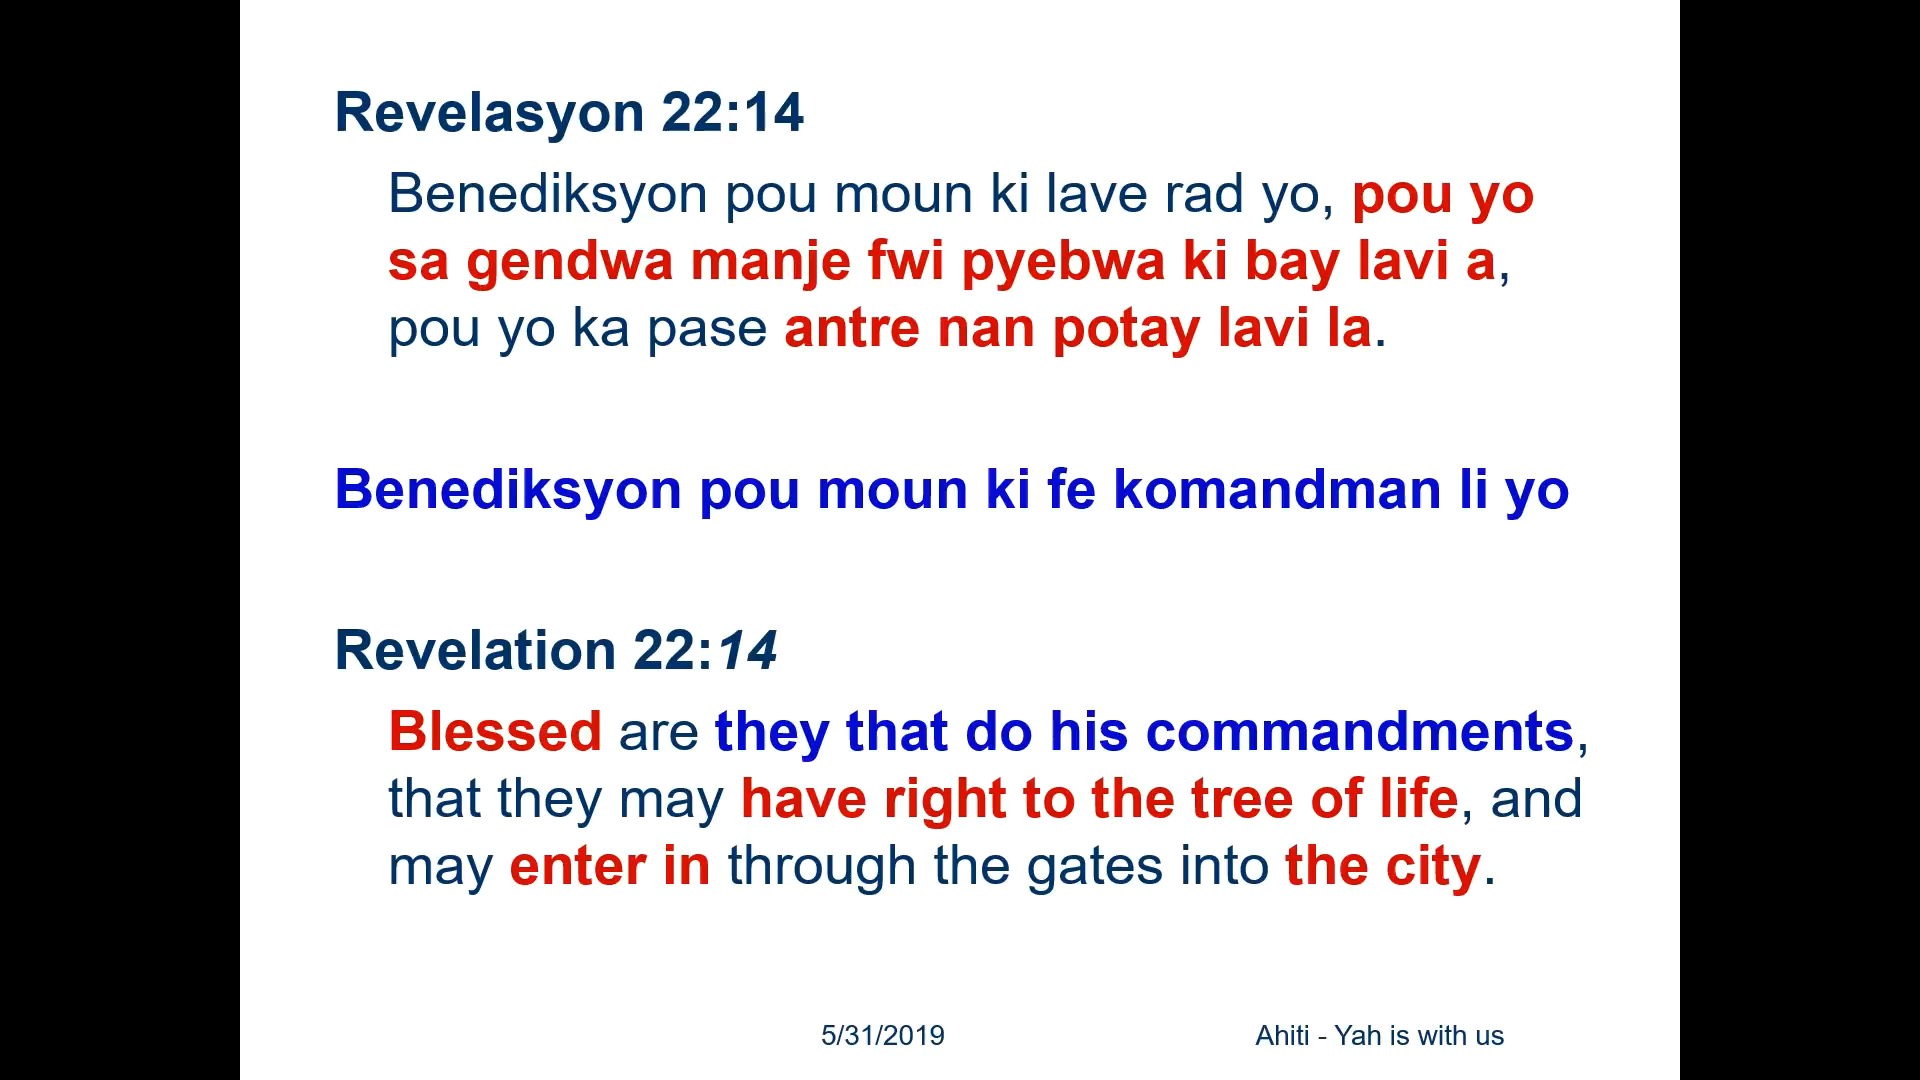 Revelasyon 22:14
Benediksyon pou moun ki lave rad yo, pou yo
sa gendwa manje fwi pyebwa ki bay lavi a,
pou yo ka pase antre nan potay lavi la.
Benediksyon pou moun ki fe komandman li yo
Revelation 22:14
Blessed are they that do his commandments,
that they may have right to the tree of life, and
may enter in through the gates into the city.
5/31/2019
Ahiti - Yah is with us